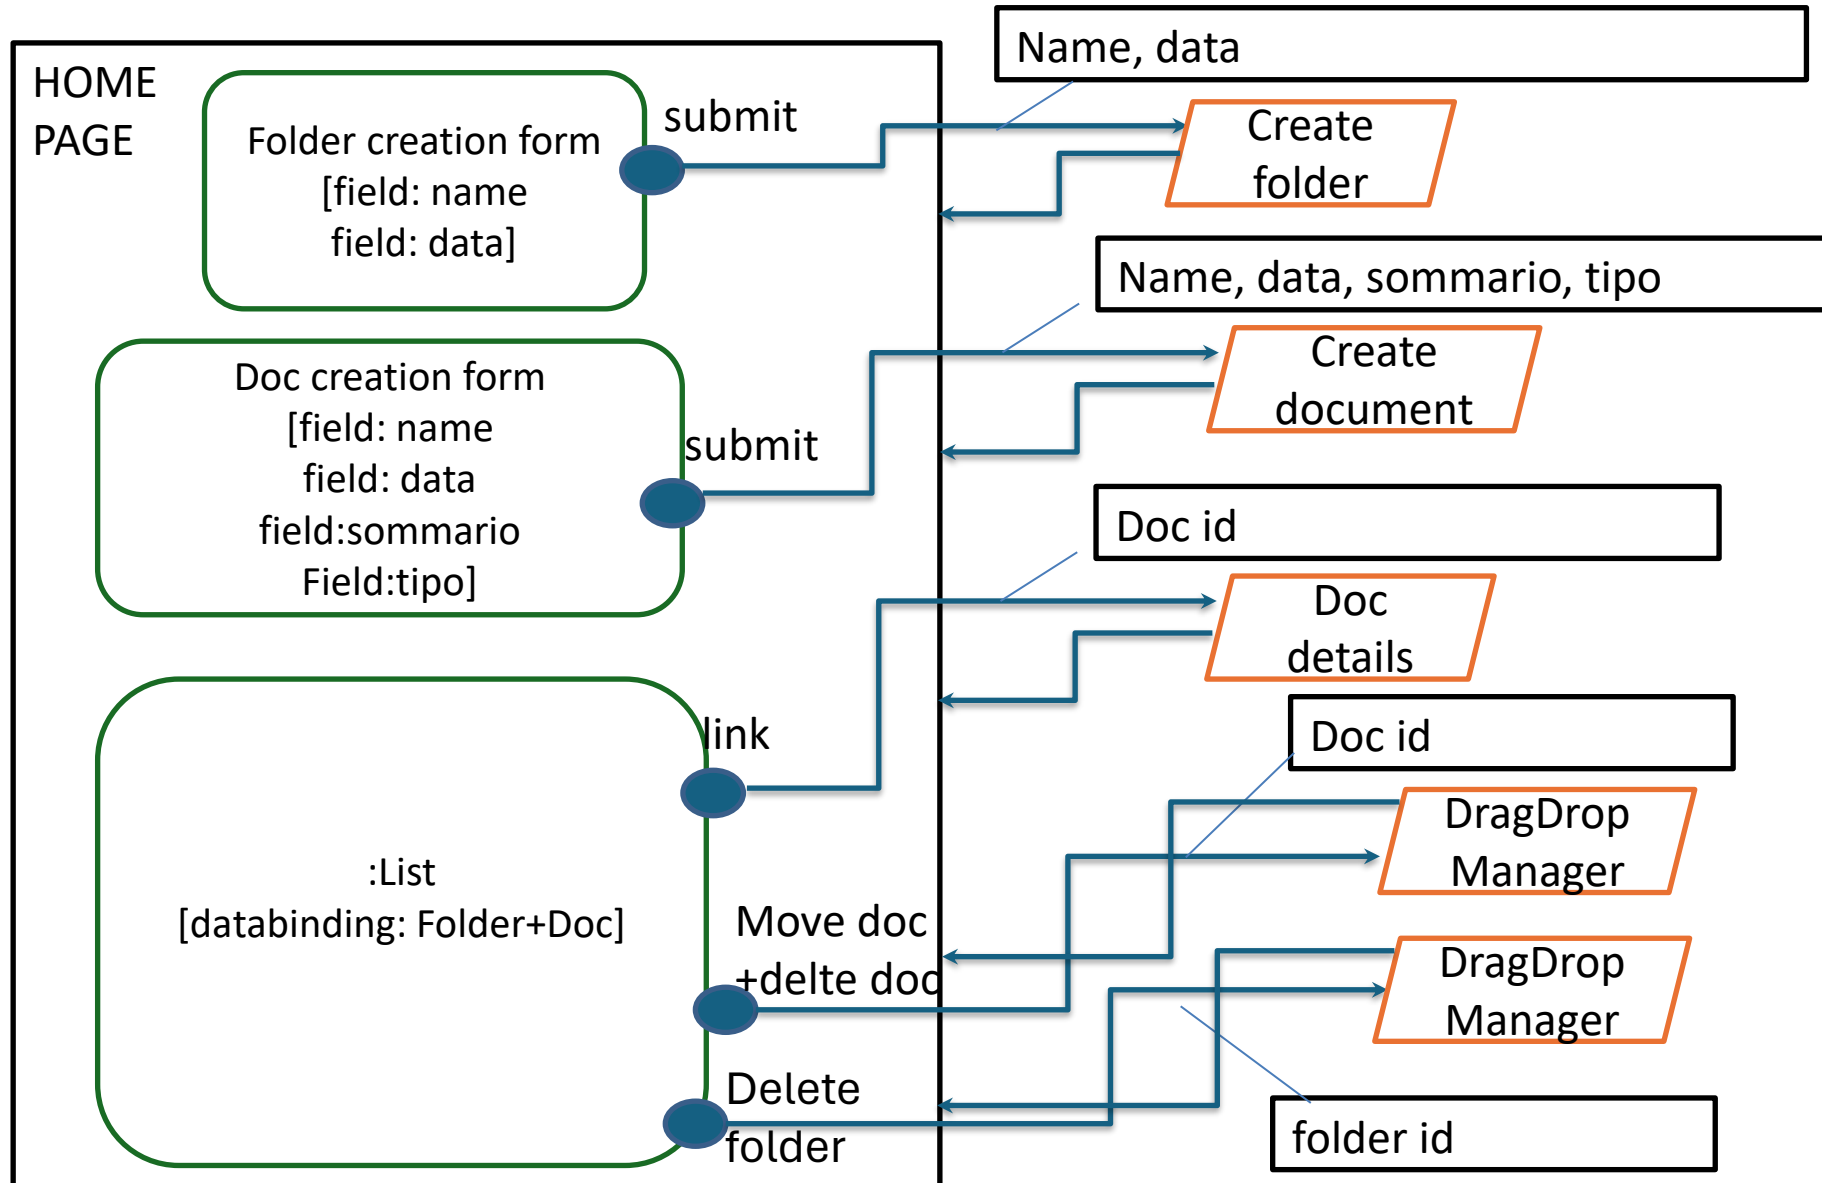 HOME
PAGE
Folder creation form
[field: name
field: data]
submit
Name, data
Create
folder
Doc creation form
[field: name
field: data
field:sommario
Field:tipo]
submit
Name, data, sommario, tipo
Create
document
Doc id
Doc
details
:List
[databinding: Folder+Doc]
link
Move doc
+delte doc
Delete
folder
Doc id
DragDrop
Manager
DragDrop
Manager
folder id